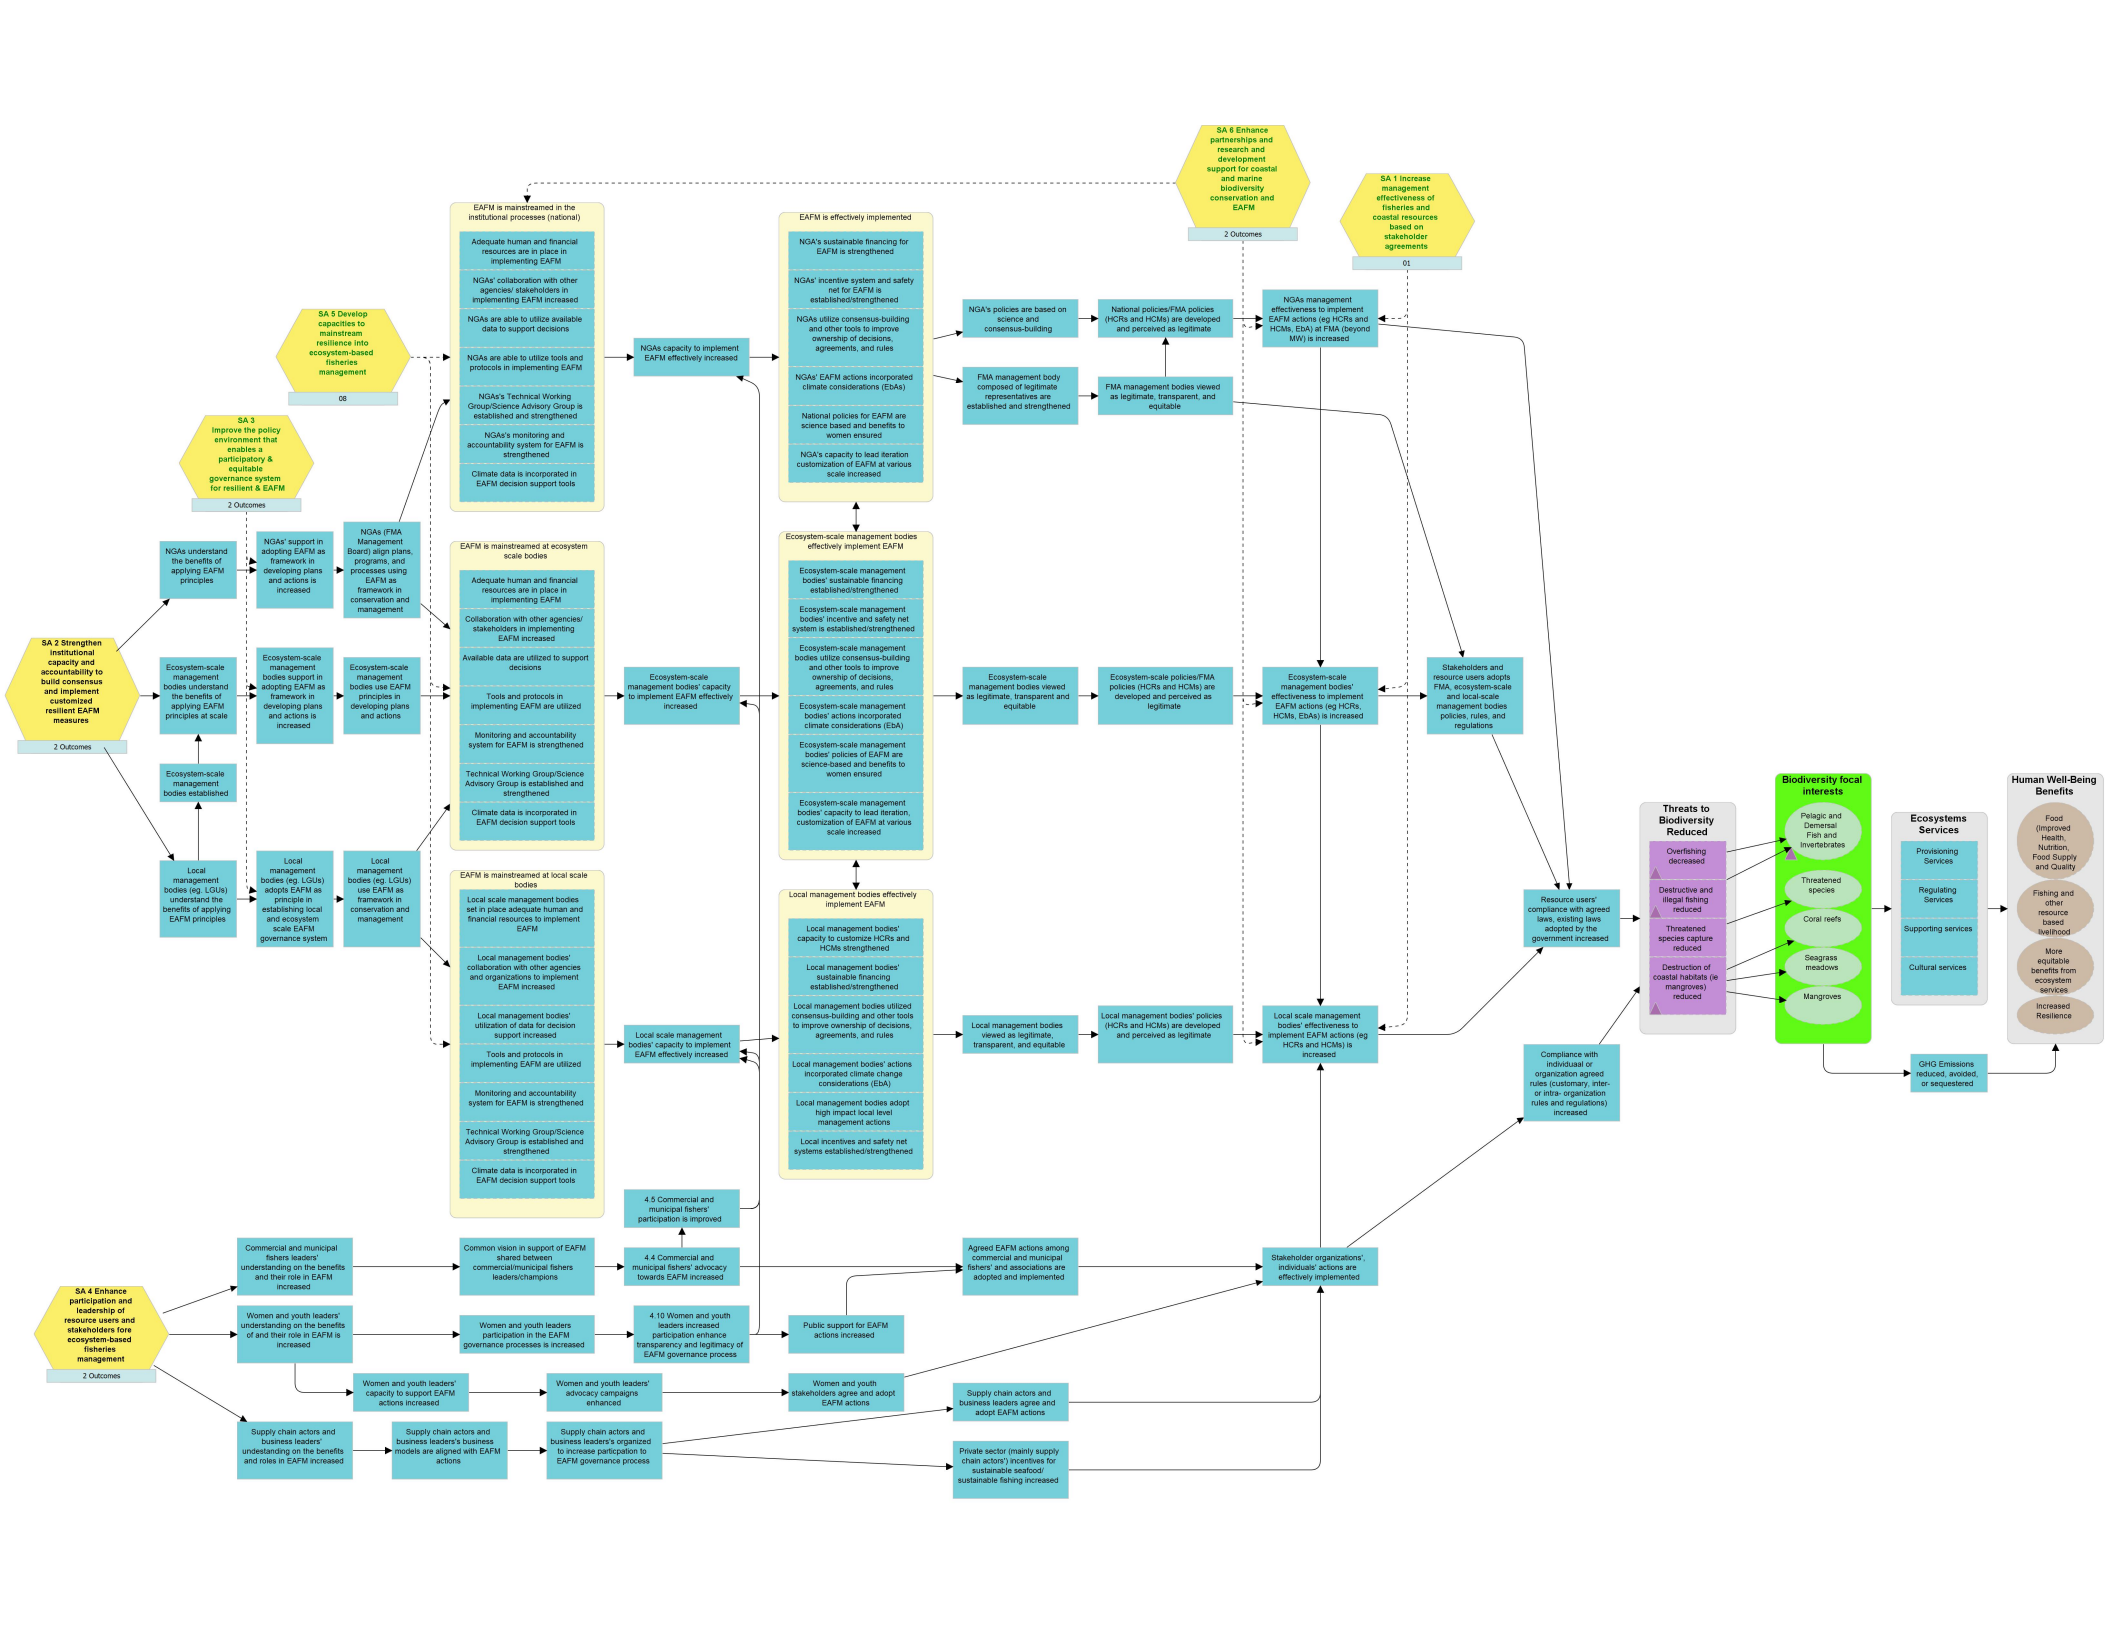 SA 6 Enhance
partnerships and
research and
development
support for coastal
and marine
biodiversity
conservation and
EAFM
2 Outcomes
SA 1 Increase
management
effectiveness of
fisheries and
coastal resources
based on
stakeholder
agreements
01
SA 5 Develop
capacities to
mainstream
resilience into
ecosystem-based
fisheries
management
08
SA 3
Improve the policy
environment that
enables a
participatory &
equitable
governance system
for resilient & EAFM
2 Outcomes
SA 2 Strengthen
institutional
capacity and
accountability to
build consensus
and implement
customized
resilient EAFM
measures
2 Outcomes
NGAs understand
the benefits of
applying EAFM
principles
NGAs' support in
adopting EAFM as
framework in
developing plans
and actions is
increased
NGAs (FMA
Management
Board) align plans,
programs, and
processes using
EAFM as
framework in
conservation and
management
Ecosystem-scale
management
bodies understand
the benefits of
applying EAFM
principles at scale
Ecosystem-scale
management
bodies support in
adopting EAFM as
framework in
developing plans
and actions is
increased
Ecosystem-scale
management
bodies use EAFM
principles in
developing plans
and actions
Ecosystem-scale
management
bodies established
Local
management
bodies (eg. LGUs)
understand the
benefits of applying
EAFM principles
Local
management
bodies (eg. LGUs)
adopts EAFM as
principle in
establishing local
and ecosystem
scale EAFM
governance system
Local
management
bodies (eg. LGUs)
use EAFM as
framework in
conservation and
management
EAFM is mainstreamed in the
institutional processes (national)
Adequate human and financial
resources are in place in
implementing EAFM
NGAs' collaboration with other
agencies/ stakeholders in
implementing EAFM increased
NGAs are able to utilize available
data to support decisions
NGAs are able to utilize tools and
protocols in implementing EAFM
NGAs's Technical Working
Group/Science Advisory Group is
established and strengthened
NGAs's monitoring and
accountability system for EAFM is
strengthened
Climate data is incorporated in
EAFM decision support tools
EAFM is mainstreamed at ecosystem
scale bodies
Adequate human and financial
resources are in place in
implementing EAFM
Collaboration with other agencies/
stakeholders in implementing
EAFM increased
Available data are utilized to support
decisions
Tools and protocols in
implementing EAFM are utilized
Monitoring and accountability
system for EAFM is strengthened
Technical Working Group/Science
Advisory Group is established and
strengthened
Climate data is incorporated in
EAFM decision support tools
EAFM is mainstreamed at local scale
bodies
Local scale management bodies
set in place adequate human and
financial resources to implement
EAFM
Local management bodies'
collaboration with other agencies
and organizations to implement
EAFM increased
Local management bodies'
utilization of data for decision
support increased
Tools and protocols in
implementing EAFM are utilized
Monitoring and accountability
system for EAFM is strengthened
Technical Working Group/Science
Advisory Group is established and
strengthened
Climate data is incorporated in
EAFM decision support tools
NGAs capacity to implement
EAFM effectively increased
Ecosystem-scale
management bodies' capacity
to implement EAFM effectively
increased
Local scale management
bodies' capacity to implement
EAFM effectively increased
EAFM is effectively implemented
NGA's sustainable financing for
EAFM is strengthened
NGAs' incentive system and safety
net for EAFM is
established/strengthened
NGAs utilize consensus-building
and other tools to improve
ownership of decisions,
agreements, and rules
NGAs' EAFM actions incorporated
climate considerations (EbAs)
National policies for EAFM are
science based and benefits to
women ensured
NGA's capacity to lead iteration
customization of EAFM at various
scale increased
Ecosystem-scale management bodies
effectively implement EAFM
Ecosystem-scale management
bodies' sustainable financing
established/strengthened
Ecosystem-scale management
bodies' incentive and safety net
system is established/strengthened
Ecosystem-scale management
bodies utilize consensus-building
and other tools to improve
ownership of decisions,
agreements, and rules
Ecosystem-scale management
bodies' actions incorporated
climate considerations (EbA)
Ecosystem-scale management
bodies' policies of EAFM are
science-based and benefits to
women ensured
Ecosystem-scale management
bodies' capacity to lead iteration,
customization of EAFM at various
scale increased
Local management bodies effectively
implement EAFM
Local management bodies'
capacity to customize HCRs and
HCMs strengthened
Local management bodies'
sustainable financing
established/strengthened
Local management bodies utilized
consensus-building and other tools
to improve ownership of decisions,
agreements, and rules
Local management bodies' actions
incorporated climate change
considerations (EbA)
Local management bodies adopt
high impact local level
management actions
Local incentives and safety net
systems established/strengthened
NGA's policies are based on
science and
consensus-building
National policies/FMA policies
(HCRs and HCMs) are developed
and perceived as legitimate
NGAs management
effectiveness to implement
EAFM actions (eg HCRs and
HCMs, EbA) at FMA (beyond
MW) is increased
FMA management body
composed of legitimate
representatives are
established and strengthened
FMA management bodies viewed
as legitimate, transparent, and
equitable
Ecosystem-scale
management bodies viewed
as legitimate, transparent and
equitable
Ecosystem-scale policies/FMA
policies (HCRs and HCMs) are
developed and perceived as
legitimate
Ecosystem-scale
management bodies'
effectiveness to implement
EAFM actions (eg HCRs,
HCMs, EbAs) is increased
Stakeholders and
resource users adopts
FMA, ecosystem-scale
and local-scale
management bodies
policies, rules, and
regulations
Local management bodies
viewed as legitimate,
transparent, and equitable
Local management bodies' policies
(HCRs and HCMs) are developed
and perceived as legitimate
Local scale management
bodies' effectiveness to
implement EAFM actions (eg
HCRs and HCMs) is
increased
Resource users'
compliance with agreed
laws, existing laws
adopted by the
government increased
Compliance with
individuaal or
organization agreed
rules (customary, inter-
or intra- organization
rules and regulations)
increased
Threats to
Biodiversity
Reduced
Overfishing
decreased
Destructive and
illegal fishing
reduced
Threatened
species capture
reduced
Destruction of
coastal habitats (ie
mangroves)
reduced
Biodiversity focal
interests
Pelagic and
Demersal
Fish and
Invertebrates
Threatened
species
Coral reefs
Seagrass
meadows
Mangroves
Ecosystems
Services
Provisioning
Services
Regulating
Services
Supporting services
Cultural services
Human Well-Being
Benefits
Food
(Improved
Health,
Nutrition,
Food Supply
and Quality
Fishing and
other
resource
based
livelihood
More
equitable
benefits from
ecosystem
services
Increased
Resilience
GHG Emissions
reduced, avoided,
or sequestered
SA 4 Enhance
participation and
leadership of
resource users and
stakeholders fore
ecosystem-based
fisheries
management
2 Outcomes
Commercial and municipal
fishers leaders'
understanding on the benefits
and their role in EAFM
increased
Common vision in support of EAFM
shared between
commercial/municipal fishers
leaders/champions
4.5 Commercial and
municipal fishers'
participation is improved
4.4 Commercial and
municipal fishers' advocacy
towards EAFM increased
Agreed EAFM actions among
commercial and municipal
fishers' and associations are
adopted and implemented
Stakeholder organizations',
individuals' actions are
effectively implemented
Women and youth leaders'
understanding on the benefits
of and their role in EAFM is
increased
Women and youth leaders
participation in the EAFM
governance processes is increased
4.10 Women and youth
leaders increased
participation enhance
transparency and legitimacy of
EAFM governance process
Public support for EAFM
actions increased
Women and youth leaders'
capacity to support EAFM
actions increased
Women and youth leaders'
advocacy campaigns
enhanced
Women and youth
stakeholders agree and adopt
EAFM actions
Supply chain actors and
business leaders'
undestanding on the benefits
and roles in EAFM increased
Supply chain actors and
business leaders's business
models are aligned with EAFM
actions
Supply chain actors and
business leaders's organized
to increase particpation to
EAFM governance process
Supply chain actors and
business leaders agree and
adopt EAFM actions
Private sector (mainly supply
chain actors') incentives for
sustainable seafood/
sustainable fishing increased